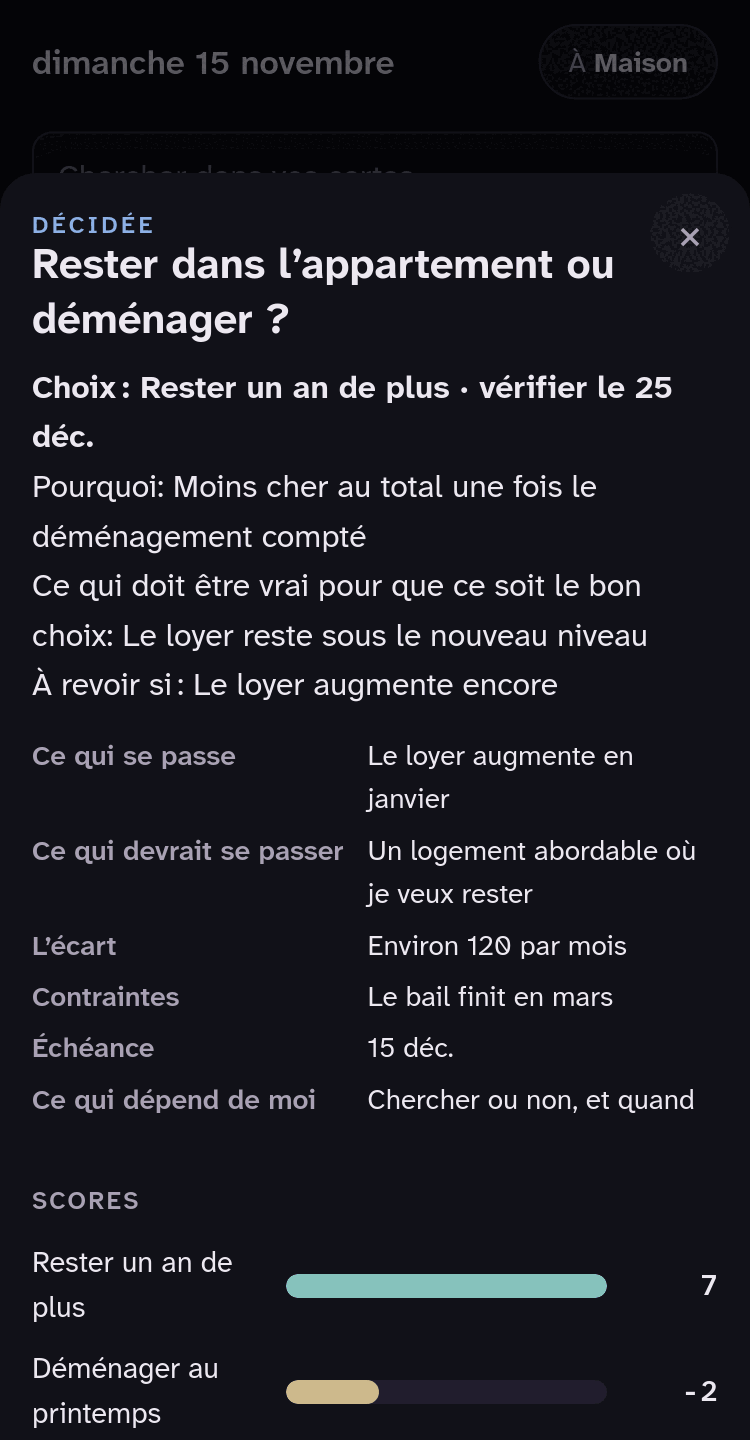 dimanche 15 novembre
À Maison
Chercher dans vos cartes
DÉCIDÉE
Rester dans l’appartement ou
déménager ?
Choix : Rester un an de plus · vérifier le 25
déc.
Pourquoi: Moins cher au total une fois le
déménagement compté
Ce qui doit être vrai pour que ce soit le bon
choix: Le loyer reste sous le nouveau niveau
À revoir si : Le loyer augmente encore
Ce qui se passe Le loyer augmente en
janvier
Ce qui devrait se passer Un logement abordable où
je veux rester
L’écart Environ 120 par mois
Contraintes Le bail finit en mars
Échéance 15 déc.
Ce qui dépend de moi Chercher ou non, et quand
SCORES
Rester un an de
plus 7
Déménager au
printemps -2